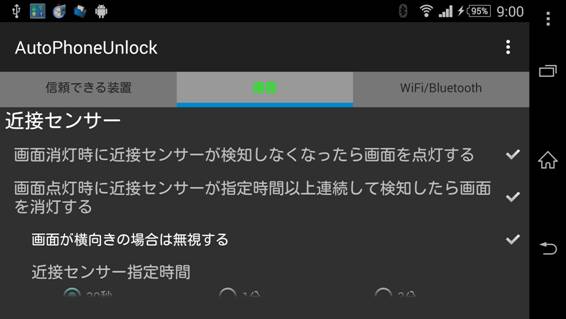 95% 9:00
AutoPhoneUnlock
信頼できる装置
WiFi/Bluetooth
近接センサー
画面消灯時に近接センサーが検知しなくなったら画面を点灯する
画面点灯時に近接センサーが指定時間以上連続して検知したら画面
を消灯する
画面が横向きの場合は無視する
近接センサー指定時間